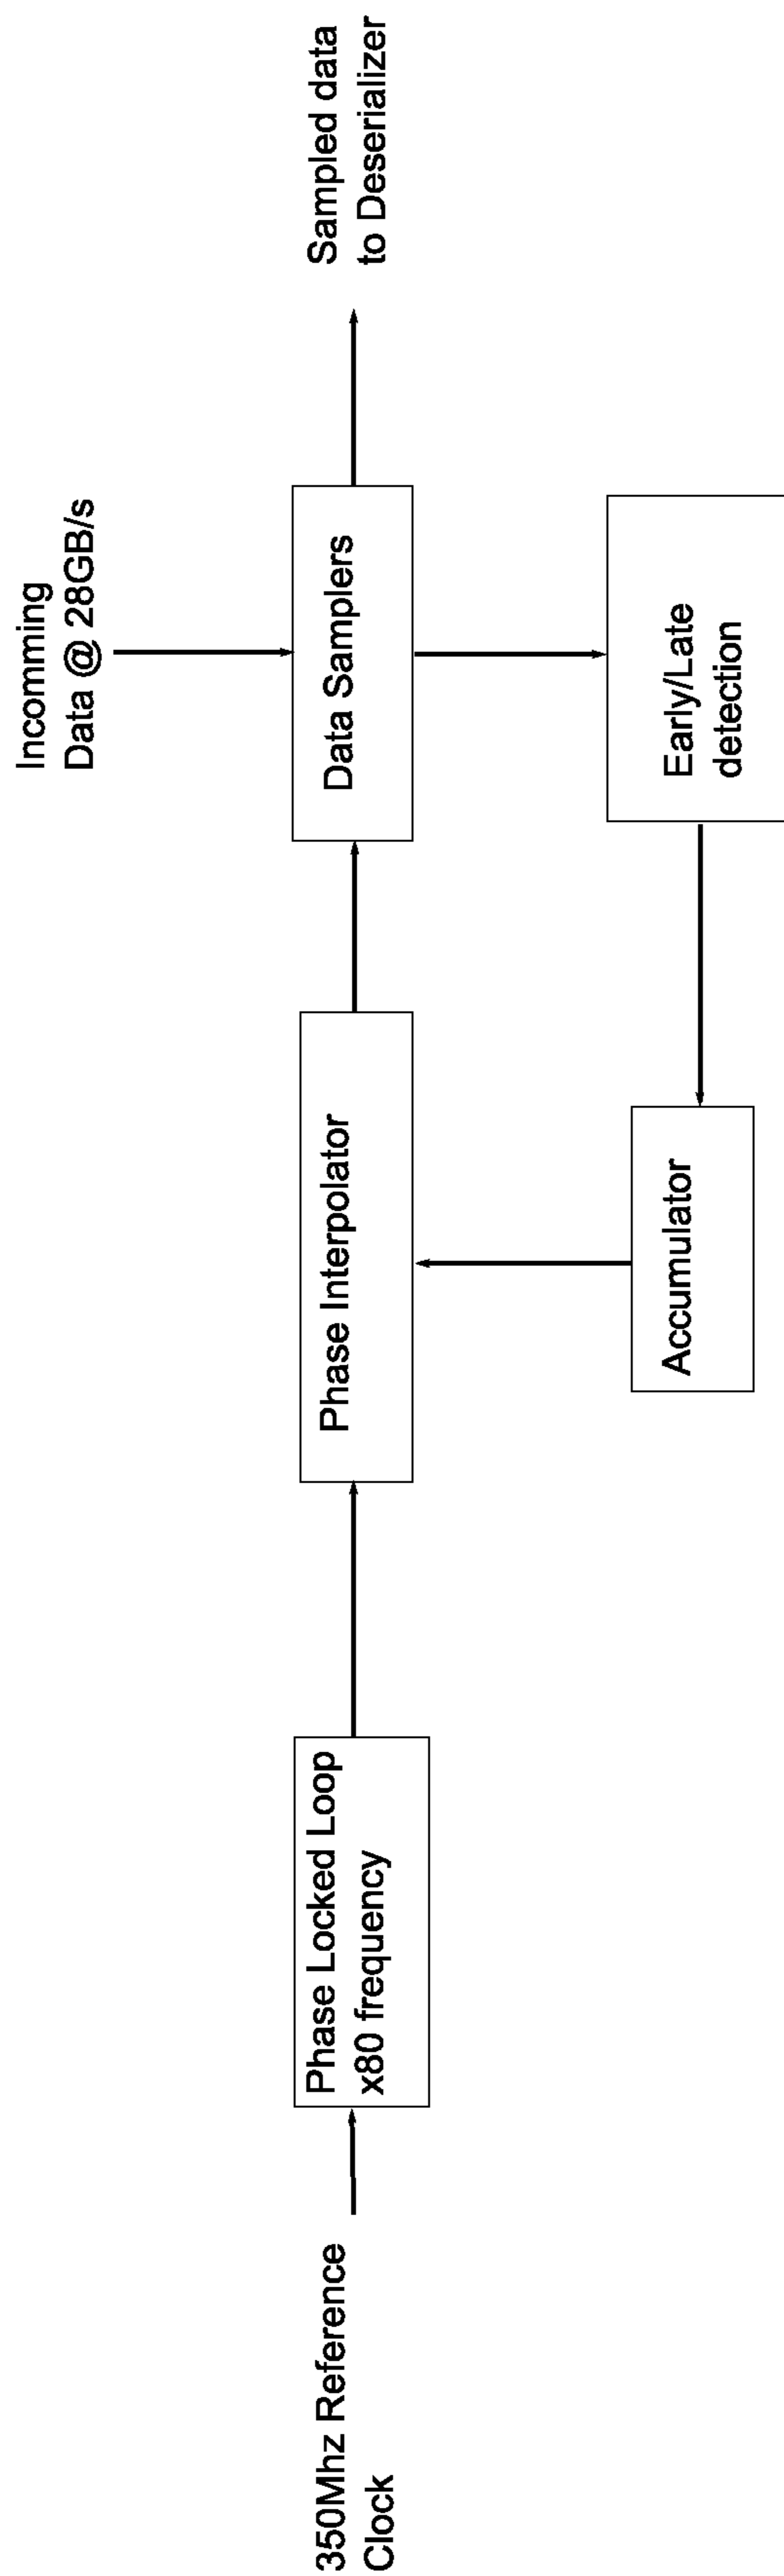 350Mhz Reference
Clock
Phase Locked Loop
x80 frequency
Phase Interpolator
Incomming
Data @ 28GB/s
Data Samplers
Sampled data
to Deserializer
Accumulator
Early/Late
detection